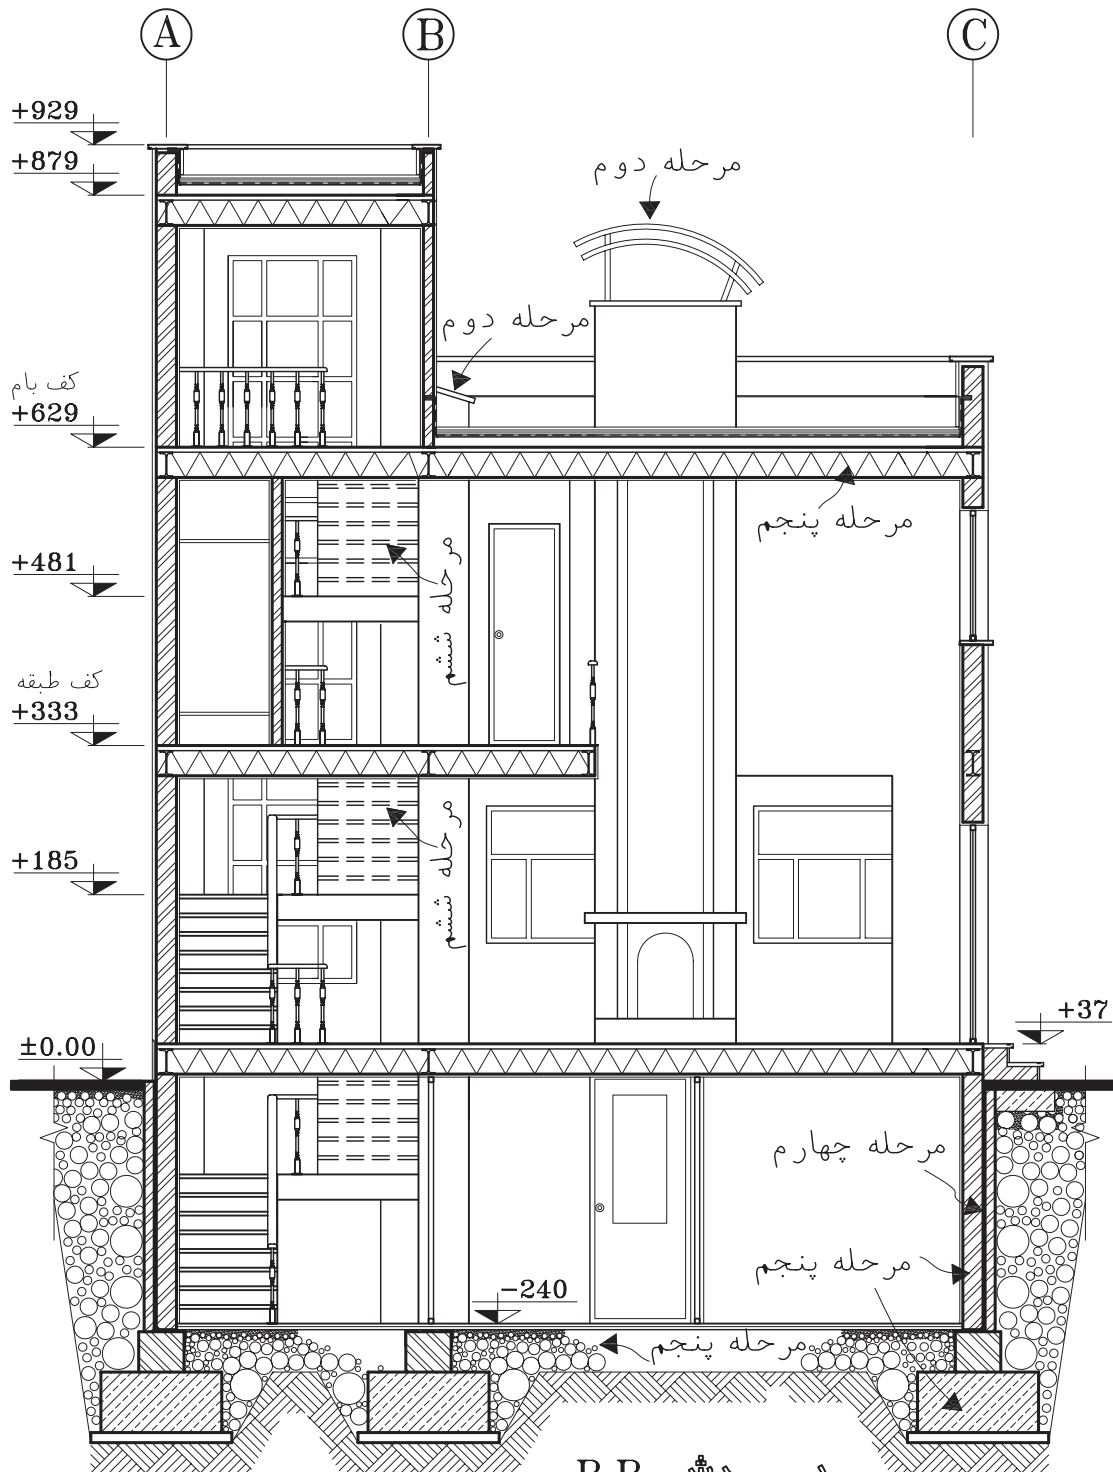 A B C
+929
+879
مرحله دوم
مرحله دوم
کف بام
+629
مرحله پنجم
+481
مرحله ششم
کف طبقه
+333
مرحله ششم
+185
+37
±0.00
مرحله چهارم
مرحله پنجم
-240
مرحله پنجم
B-B